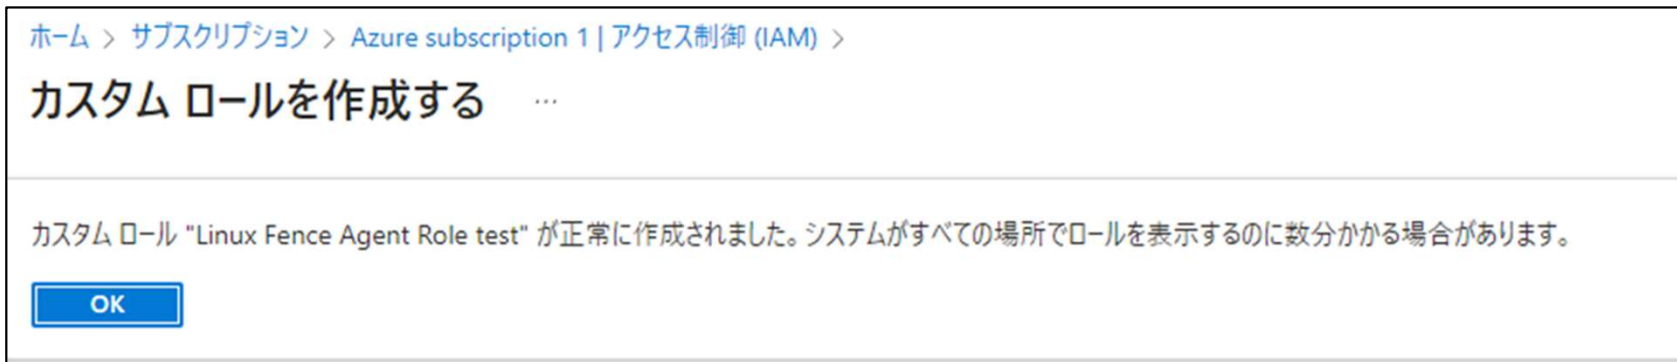 ホーム > サブスクリプション > Azure subscription 1 | アクセス制御 (IAM) >
カスタム ロールを作成する ...
カスタム ロール "Linux Fence Agent Role test" が正常に作成されました。システムがすべての場所でロールを表示するのに数分かかる場合があります。
OK